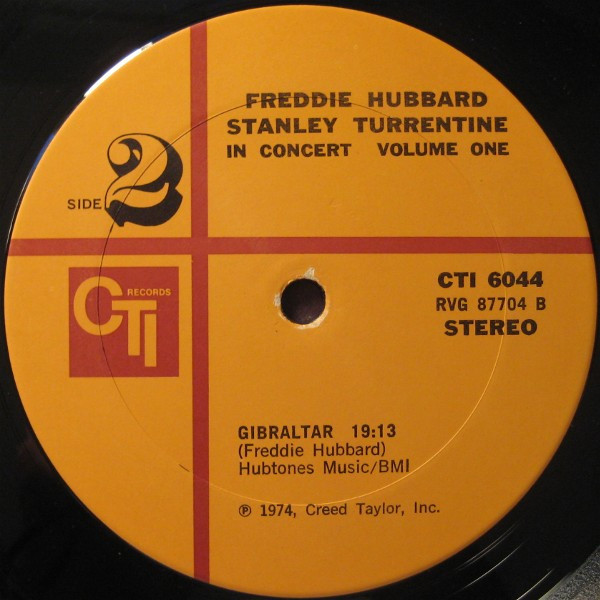 FREDDIE HUBBARD
STANLEY TURRENTINE
IN CONCERT VOLUME ONE
SIDE 2
CTI RECORDS
CTI 6044
RVG 87704 B
STEREO
GIBRALTAR 19:13
(Freddie Hubbard)
Hubtones Music/BMI
℗ 1974, Creed Taylor, Inc.